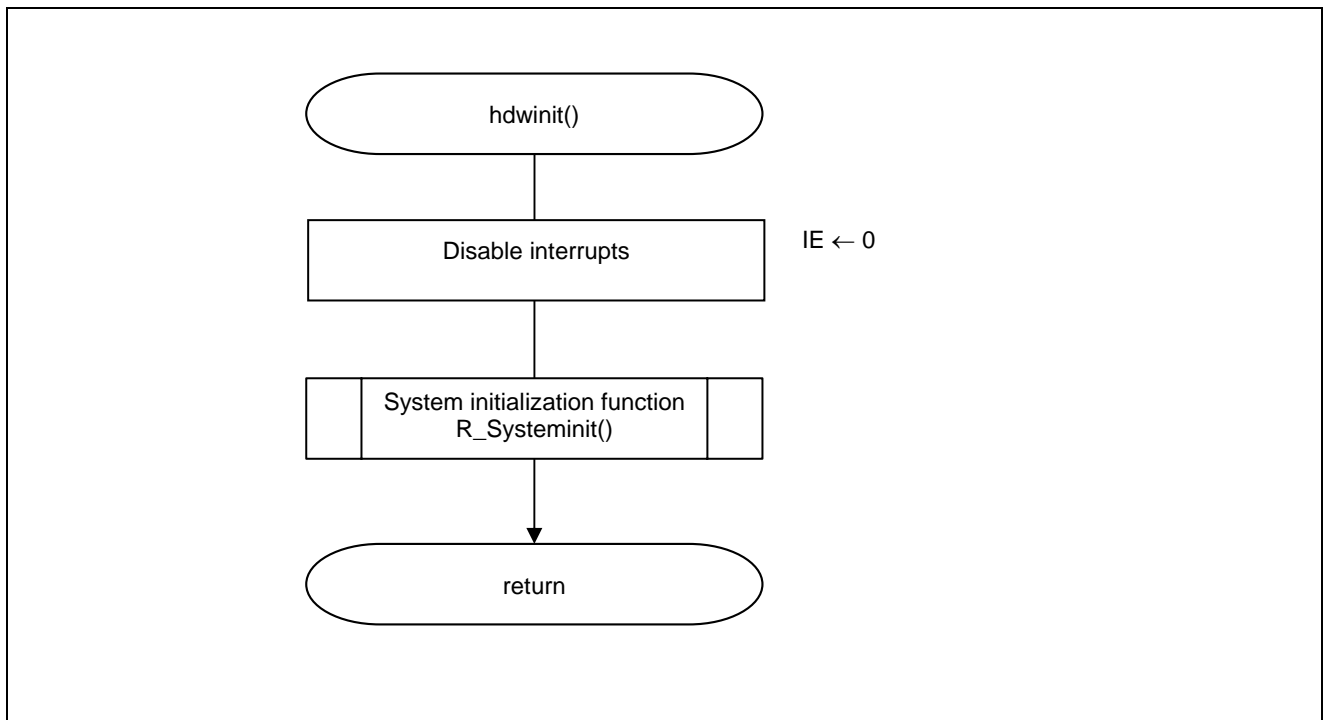 hdwinit()
Disable interrupts
IE ← 0
System initialization function
R_Systeminit()
return